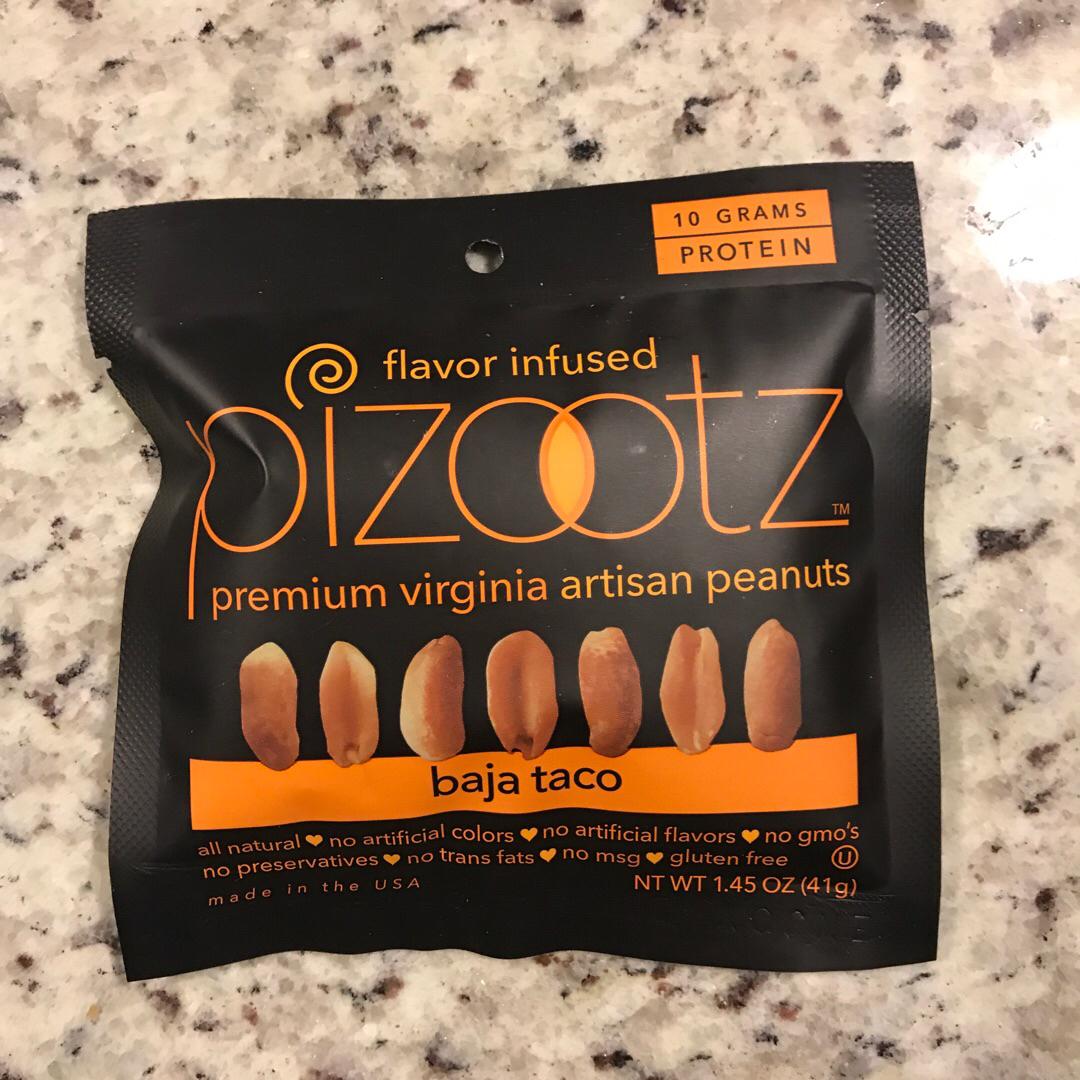 10 GRAMS
PROTEIN
flavor infused
pizootz™
premium virginia artisan peanuts
baja taco
all natural ♥ no artificial colors ♥ no artificial flavors ♥ no gmo's
no preservatives ♥ no trans fats ♥ no msg ♥ gluten free Ⓤ
made in the USA
NT WT 1.45 OZ (41g)